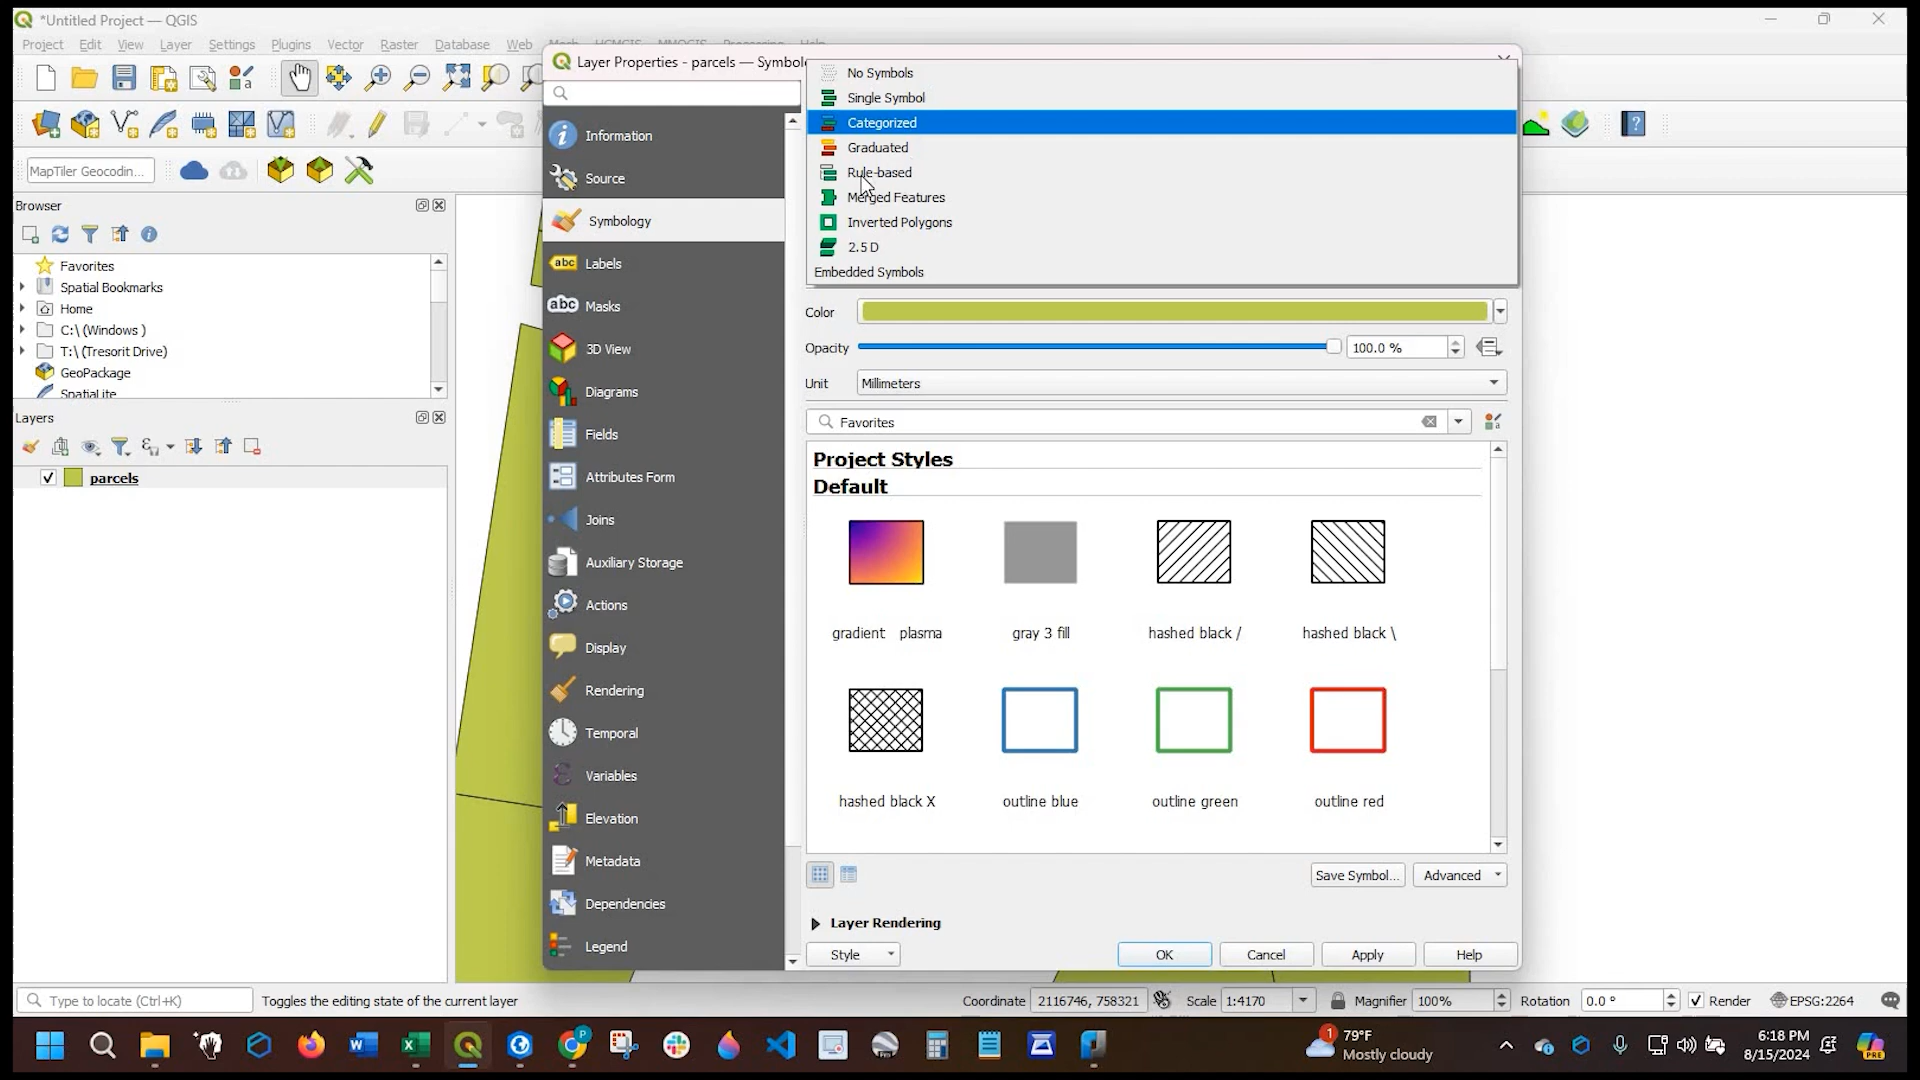 *Untitled Project — QGIS
Project Edit View Layer Settings Plugins Vector Raster Database Web
Layer Properties - parcels — Symbol
MapTiler Geocodin
Browser
Favorites
Spatial Bookmarks
Home
C:\ (Windows )
T:\ (Tresorit Drive)
GeoPackage
SpatiaLite
Layers
parcels
Information
Source
Symbology
Labels
Masks
3D View
Diagrams
Fields
Attributes Form
Joins
Auxiliary Storage
Actions
Display
Rendering
Temporal
Variables
Elevation
Metadata
Dependencies
Legend
No Symbols
Single Symbol
Categorized
Graduated
Rule-based
Merged Features
Inverted Polygons
2.5 D
Embedded Symbols
Color
Opacity 100.0 %
Unit Millimeters
Favorites
Project Styles
Default
gradient plasma gray 3 fill hashed black / hashed black \
hashed black X outline blue outline green outline red
Save Symbol... Advanced
Layer Rendering
Style OK Cancel Apply Help
Type to locate (Ctrl+K) Toggles the editing state of the current layer Coordinate 2116746, 758321 Scale 1:4170 Magnifier 100% Rotation 0.0 ° Render EPSG:2264
1 79°F
Mostly cloudy
6:18 PM
8/15/2024
PRE